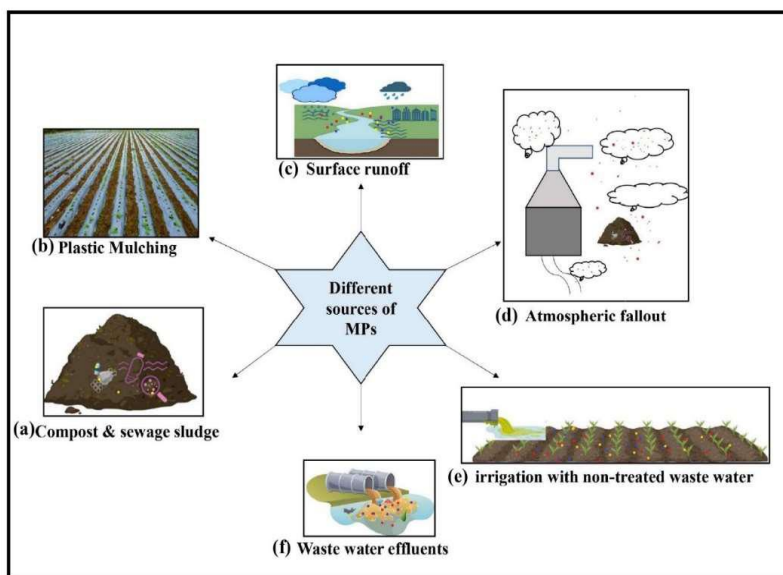 (c) Surface runoff
(b) Plastic Mulching
Different
sources of
MPs
(d) Atmospheric fallout
(a)Compost & sewage sludge
(e) irrigation with non-treated waste water
(f) Waste water effluents